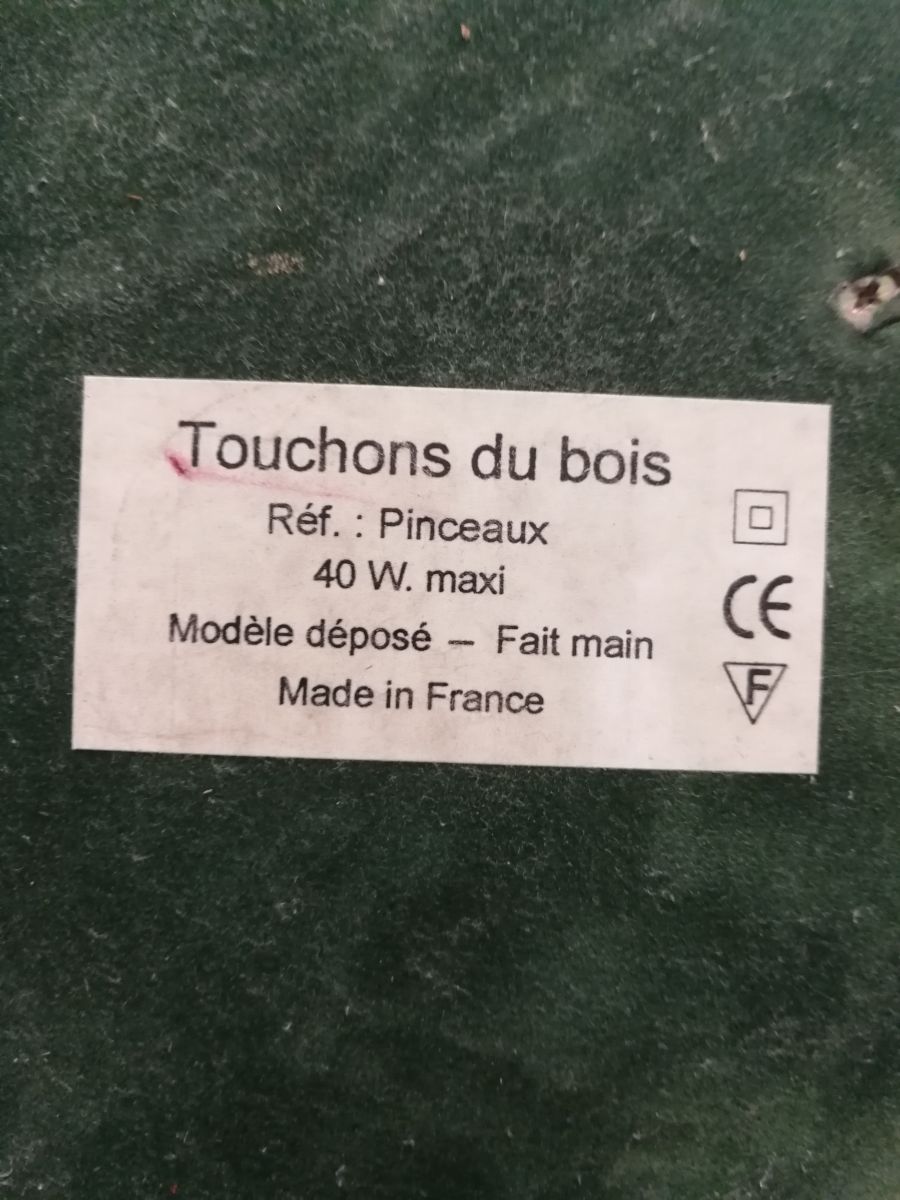 Touchons du bois
Réf. : Pinceaux
40 W. maxi
Modèle déposé – Fait main
Made in France
CE
F